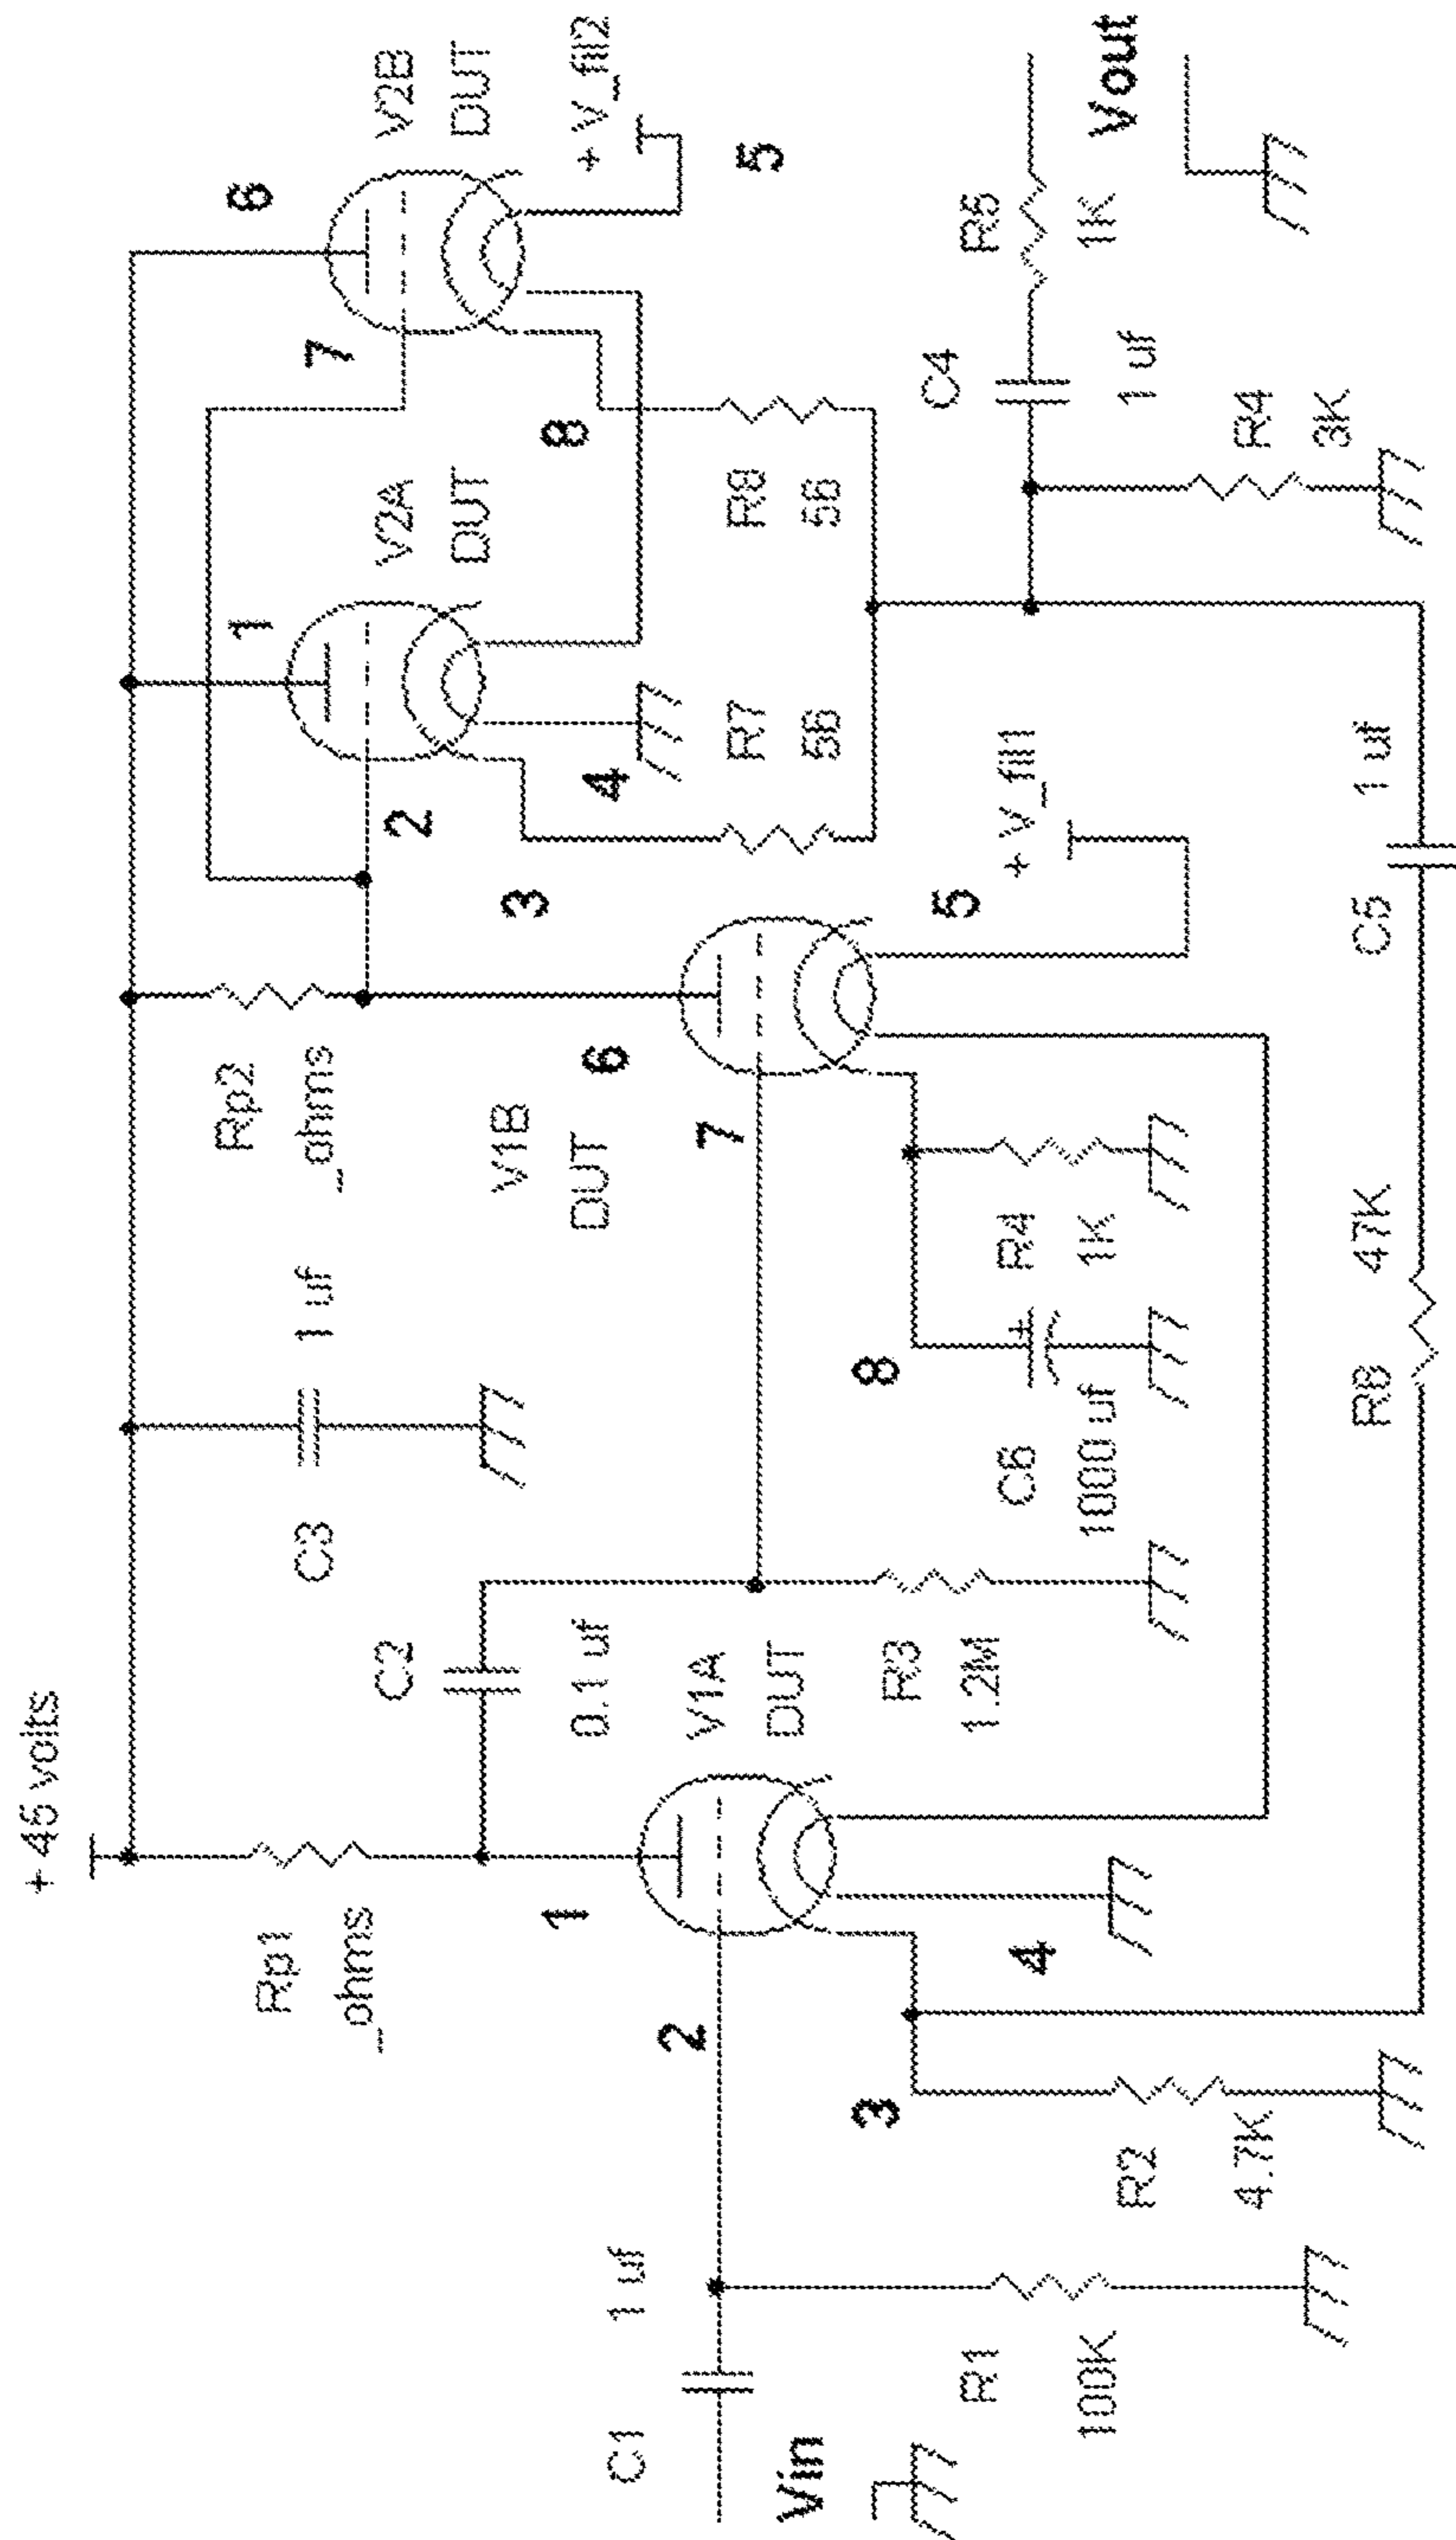 + 45 volts
Rp1
_ohms
C2
0.1 uf
C3
1 uf
Rp2
_ohms
1
2
3
4
V1A
DUT
R3
1.2M
V1B
DUT
6
7
8
5
+ V_fil1
C6
1000 uf
+
R4
1K
V2A
DUT
1
2
3
4
V2B
DUT
6
7
8
5
+ V_fil2
R7
56
R8
56
C1
1 uf
Vin
R1
100K
R2
4.7K
47K
C5
1 uf
C4
1 uf
R5
1K
R4
3K
Vout